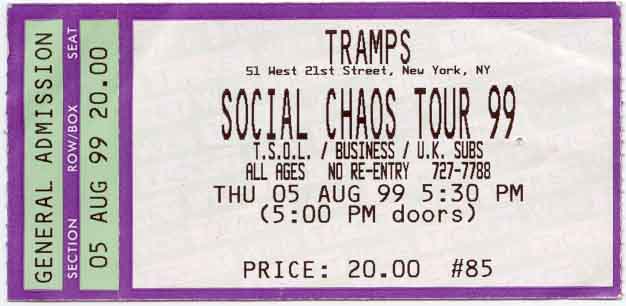 GENERAL ADMISSION
SECTION ROW/BOX SEAT
05 AUG 99 20.00
TRAMPS
51 West 21st Street, New York, NY
SOCIAL CHAOS TOUR 99
T.S.O.L. / BUSINESS / U.K. SUBS
ALL AGES NO RE-ENTRY 727-7788
THU 05 AUG 99 5:30 PM
(5:00 PM doors)
PRICE: 20.00 #85